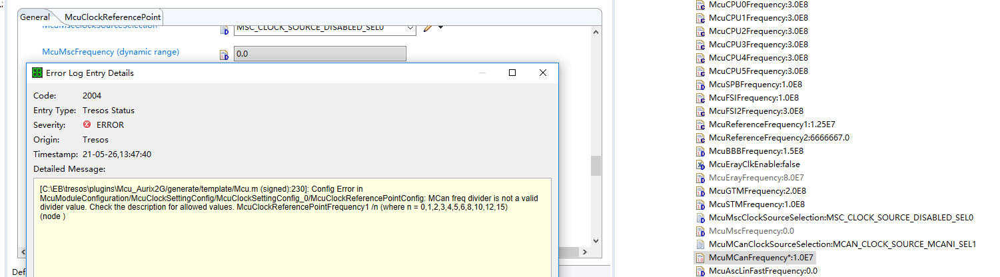 General
McuClockReferencePoint
McuMscClockSourceSelection
MSC_CLOCK_SOURCE_DISABLED_SEL0
McuMscFrequency (dynamic range)
0.0
Error Log Entry Details
Code: 2004
Entry Type: Tresos Status
Severity: ERROR
Origin: Tresos
Timestamp: 21-05-26,13:47:40
Detailed Message:
[C:\EB\tresos\plugins\Mcu_Aurix2G/generate/template/Mcu.m (signed):230]: Config Error in
McuModuleConfiguration/McuClockSettingConfig/McuClockSettingConfig_0/McuClockReferencePointConfig: MCan freq divider is not a valid
divider value. Check the description for allowed values. McuClockReferencePointFrequency1 /n (where n = 0,1,2,3,4,5,6,8,10,12,15)
(node )
Def
McuCPU0Frequency:3.0E8
McuCPU1Frequency:3.0E8
McuCPU2Frequency:3.0E8
McuCPU3Frequency:3.0E8
McuCPU4Frequency:3.0E8
McuCPU5Frequency:3.0E8
McuSPBFrequency:1.0E8
McuFSIFrequency:1.0E8
McuFSI2Frequency:3.0E8
McuReferenceFrequency1:1.25E7
McuReferenceFrequency2:6666667.0
McuBBBFrequency:1.5E8
McuErayClkEnable:false
McuErayFrequency:8.0E7
McuGTMFrequency:2.0E8
McuSTMFrequency:1.0E8
McuMscClockSourceSelection:MSC_CLOCK_SOURCE_DISABLED_SEL0
McuMscFrequency:0.0
McuMCanClockSourceSelection:MCAN_CLOCK_SOURCE_MCANI_SEL1
McuMCanFrequency*:1.0E7
McuAscLinFastFrequency:0.0